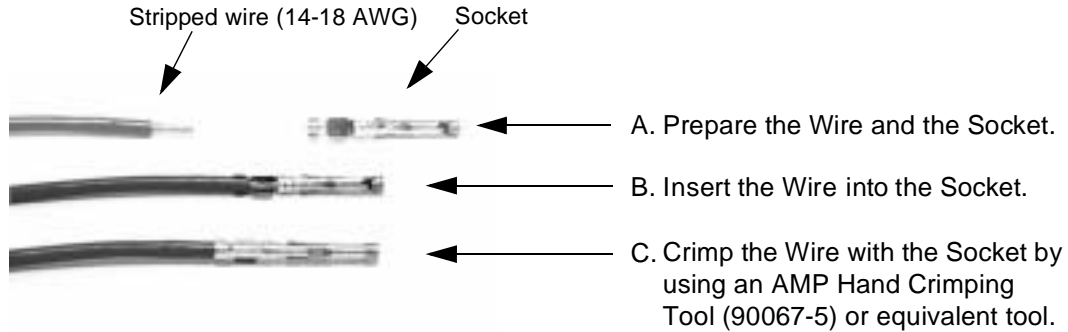 Stripped wire (14-18 AWG)
Socket
A. Prepare the Wire and the Socket.
B. Insert the Wire into the Socket.
C. Crimp the Wire with the Socket by
using an AMP Hand Crimping
Tool (90067-5) or equivalent tool.